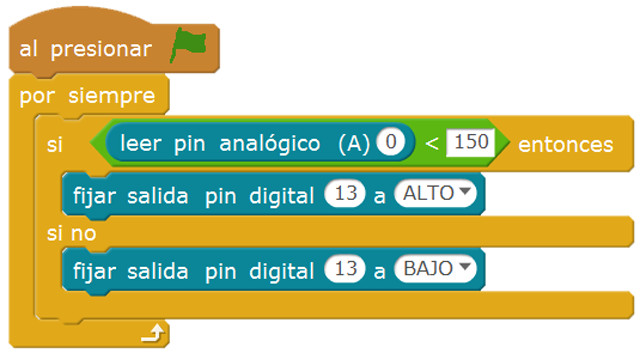 al presionar
por siempre
si leer pin analógico (A) 0 < 150 entonces
fijar salida pin digital 13 a ALTO
si no
fijar salida pin digital 13 a BAJO